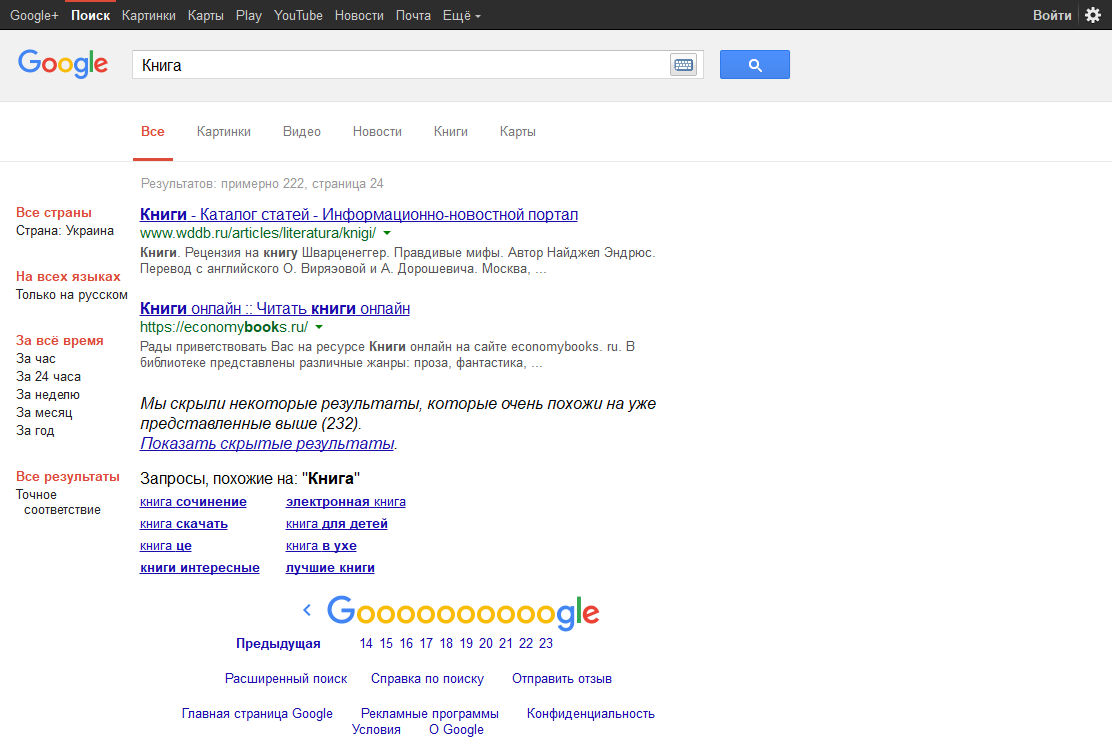 Google+ Поиск Картинки Карты Play YouTube Новости Почта Ещё Войти
Google Книга
Все Картинки Видео Новости Книги Карты
Результатов: примерно 222, страница 24
Все страны
Страна: Украина
На всех языках
Только на русском
За всё время
За час
За 24 часа
За неделю
За месяц
За год
Все результаты
Точное
соответствие
Книги - Каталог статей - Информационно-новостной портал
www.wddb.ru/articles/literatura/knigi/
Книги. Рецензия на книгу Шварценеггер. Правдивые мифы. Автор Найджел Эндрюс.
Перевод с английского О. Виряэовой и А. Дорошевича. Москва, ...
Книги онлайн :: Читать книги онлайн
https://economybooks.ru/
Рады приветствовать Вас на ресурсе Книги онлайн на сайте economybooks. ru. В
библиотеке представлены различные жанры: проза, фантастика, ...
Мы скрыли некоторые результаты, которые очень похожи на уже
представленные выше (232).
Показать скрытые результаты.
Запросы, похожие на: "Книга"
книга сочинение электронная книга
книга скачать книга для детей
книга це книга в ухе
книги интересные лучшие книги
Goooooooooogle
Предыдущая 14 15 16 17 18 19 20 21 22 23
Расширенный поиск Справка по поиску Отправить отзыв
Главная страница Google Рекламные программы Конфиденциальность
Условия О Google